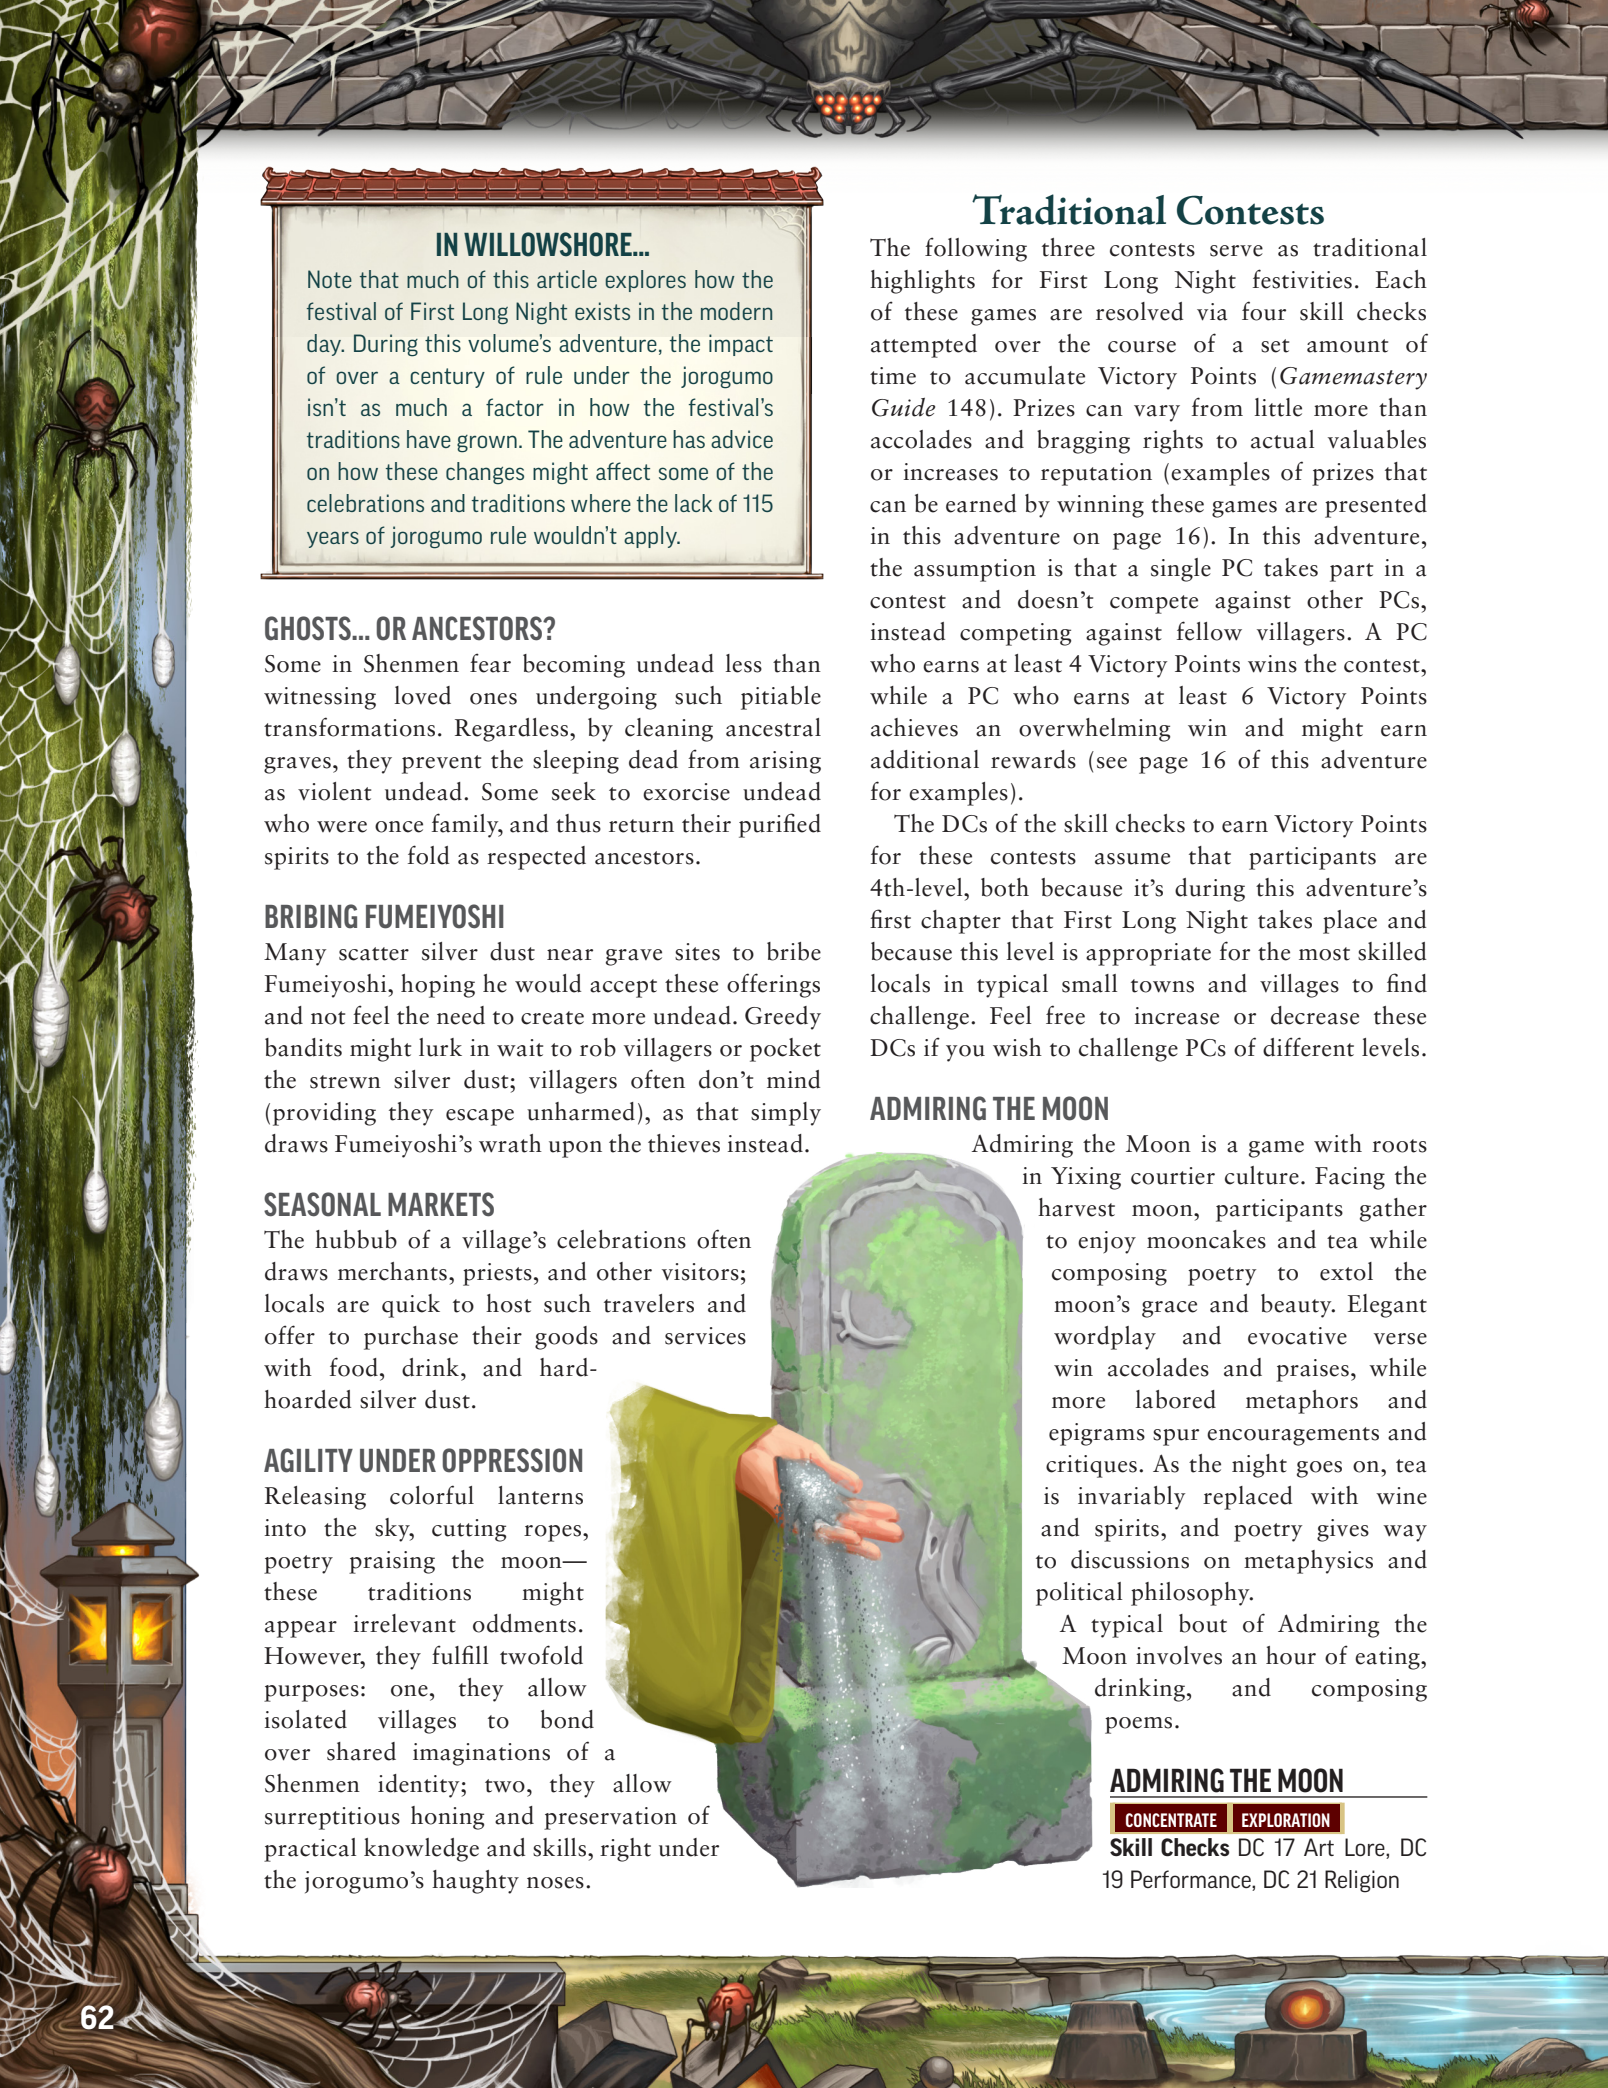 IN WILLOWSHORE...
Note that much of this article explores how the
festival of First Long Night exists in the modern
day. During this volume's adventure, the impact
of over a century of rule under the jorogumo
isn't as much a factor in how the festival's
traditions have grown. The adventure has advice
on how these changes might affect some of the
celebrations and traditions where the lack of 115
years of jorogumo rule wouldn't apply.
GHOSTS... OR ANCESTORS?
Some in Shenmen fear becoming undead less than
witnessing loved ones undergoing such pitiable
transformations. Regardless, by cleaning ancestral
graves, they prevent the sleeping dead from arising
as violent undead. Some seek to exorcise undead
who were once family, and thus return their purified
spirits to the fold as respected ancestors.
BRIBING FUMEIYOSHI
Many scatter silver dust near grave sites to bribe
Fumeiyoshi, hoping he would accept these offerings
and not feel the need to create more undead. Greedy
bandits might lurk in wait to rob villagers or pocket
the strewn silver dust; villagers often don't mind
(providing they escape unharmed), as that simply
draws Fumeiyoshi's wrath upon the thieves instead.
SEASONAL MARKETS
The hubbub of a village's celebrations often
draws merchants, priests, and other visitors;
locals are quick to host such travelers and
offer to purchase their goods and services
with food, drink, and hard-
hoarded silver dust.
AGILITY UNDER OPPRESSION
Releasing colorful lanterns
into the sky, cutting ropes,
poetry praising the moon—
these traditions might
appear irrelevant oddments.
However, they fulfill twofold
purposes: one, they allow
isolated villages to bond
over shared imaginations of a
Shenmen identity; two, they allow
surreptitious honing and preservation of
practical knowledge and skills, right under
the jorogumo's haughty noses.
Traditional Contests
The following three contests serve as traditional
highlights for First Long Night festivities. Each
of these games are resolved via four skill checks
attempted over the course of a set amount of
time to accumulate Victory Points (Gamemastery
Guide 148). Prizes can vary from little more than
accolades and bragging rights to actual valuables
or increases to reputation (examples of prizes that
can be earned by winning these games are presented
in this adventure on page 16). In this adventure,
the assumption is that a single PC takes part in a
contest and doesn't compete against other PCs,
instead competing against fellow villagers. A PC
who earns at least 4 Victory Points wins the contest,
while a PC who earns at least 6 Victory Points
achieves an overwhelming win and might earn
additional rewards (see page 16 of this adventure
for examples).
The DCs of the skill checks to earn Victory Points
for these contests assume that participants are
4th-level, both because it's during this adventure's
first chapter that First Long Night takes place and
because this level is appropriate for the most skilled
locals in typical small towns and villages to find
challenge. Feel free to increase or decrease these
DCs if you wish to challenge PCs of different levels.
ADMIRING THE MOON
Admiring the Moon is a game with roots
in Yixing courtier culture. Facing the
harvest moon, participants gather
to enjoy mooncakes and tea while
composing poetry to extol the
moon's grace and beauty. Elegant
wordplay and evocative verse
win accolades and praises, while
more labored metaphors and
epigrams spur encouragements and
critiques. As the night goes on, tea
is invariably replaced with wine
and spirits, and poetry gives way
to discussions on metaphysics and
political philosophy.
A typical bout of Admiring the
Moon involves an hour of eating,
drinking, and composing
poems.
ADMIRING THE MOON
CONCENTRATE EXPLORATION
Skill Checks DC 17 Art Lore, DC
19 Performance, DC 21 Religion
62